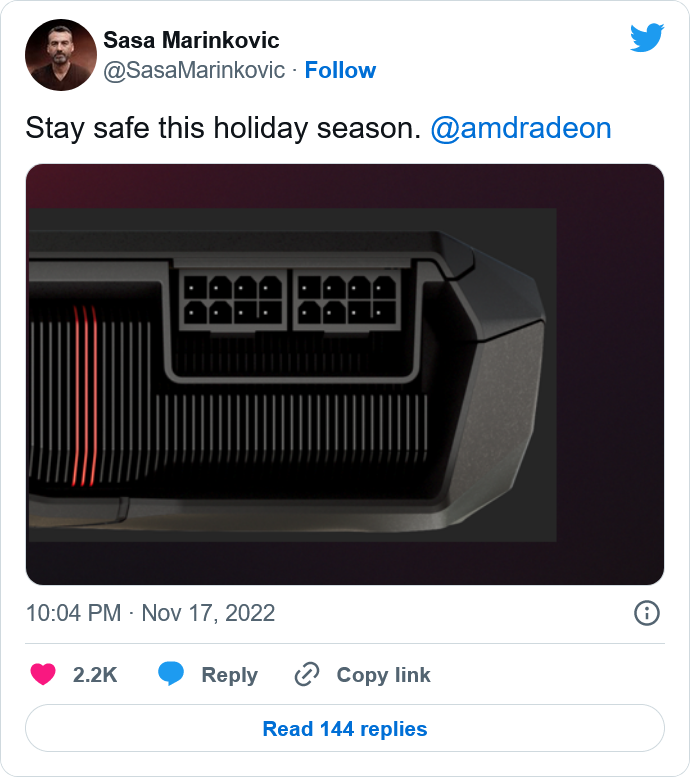 Sasa Marinkovic
@SasaMarinkovic · Follow
Stay safe this holiday season. @amdradeon
10:04 PM · Nov 17, 2022
2.2K Reply Copy link
Read 144 replies